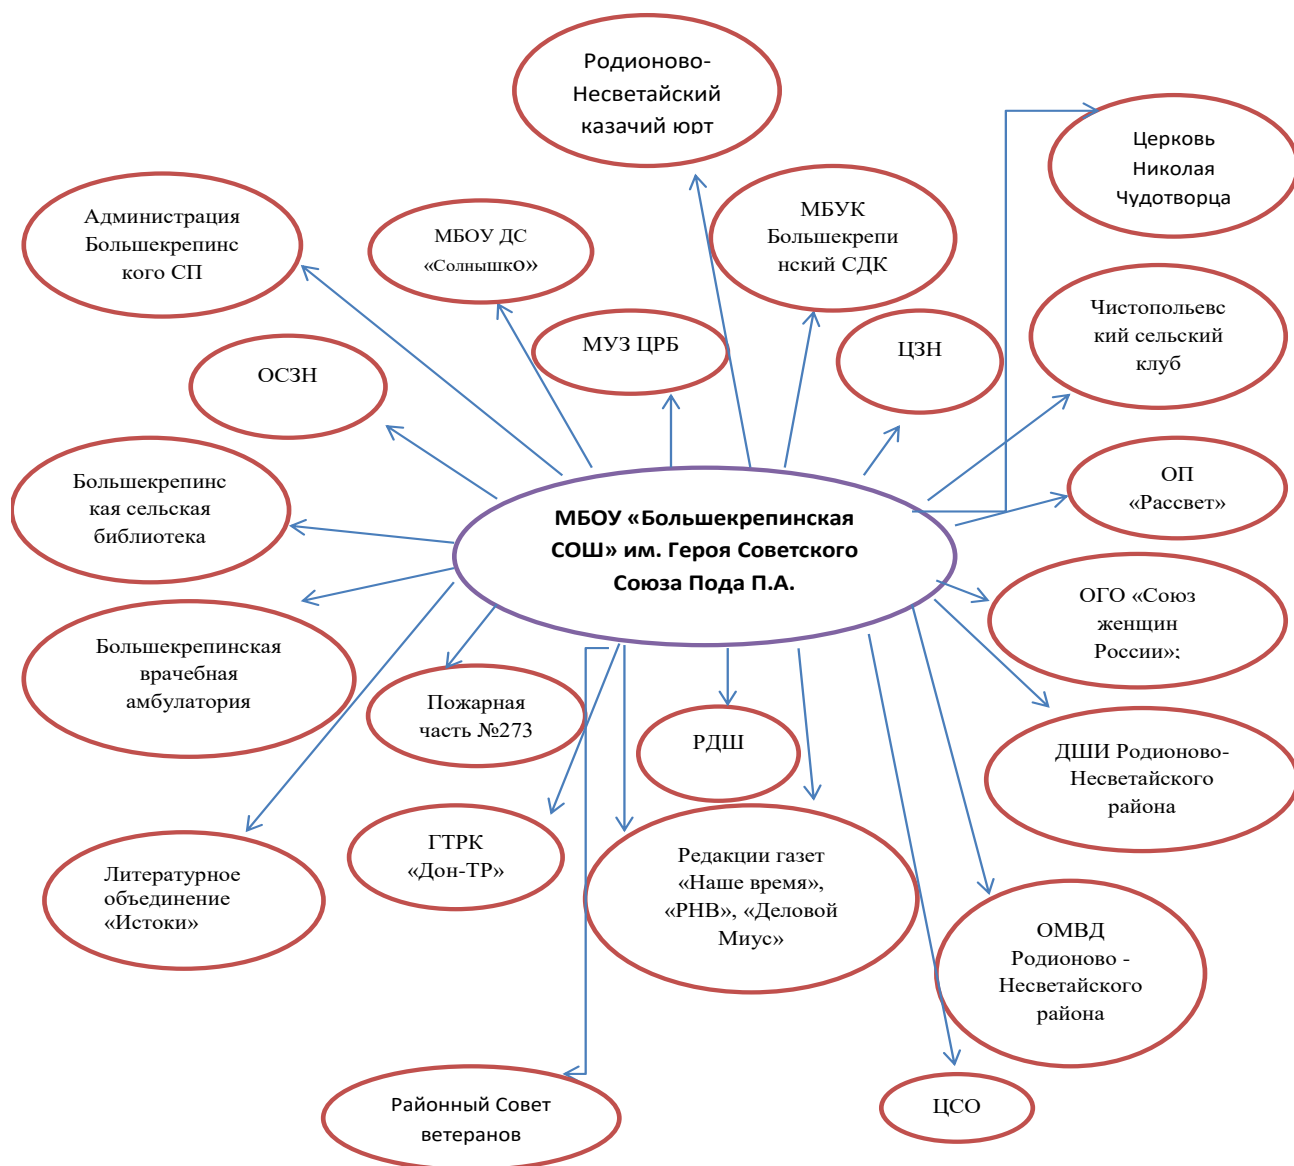 Родионово-
Несветайский
казачий юрт
Церковь
Николая
Чудотворца
Администрация
Большекрепинс
кого СП
МБОУ ДС
«Солнышко»
МБУК
Большекрепи
нский СДК
МУЗ ЦРБ
ЦЗН
Чистопольевс
кий сельский
клуб
ОСЗН
Большекрепинс
кая сельская
библиотека
ОП
«Рассвет»
МБОУ «Большекрепинская
СОШ» им. Героя Советского
Союза Пода П.А.
ОГО «Союз
женщин
России»;
Большекрепинская
врачебная
амбулатория
Пожарная
часть №273
РДШ
ДШИ Родионово-
Несветайского
района
Литературное
объединение
«Истоки»
ГТРК
«Дон-ТР»
Редакции газет
«Наше время»,
«РНВ», «Деловой
Миус»
ОМВД
Родионово -
Несветайского
района
Районный Совет
ветеранов
ЦСО